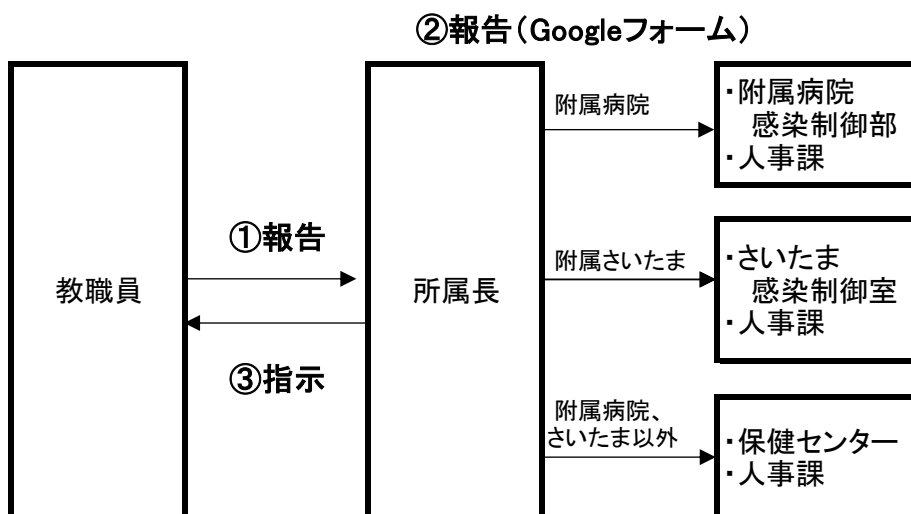 ②報告（Googleフォーム）
教職員
①報告
③指示
所属長
附属病院
・附属病院
感染制御部
・人事課
附属さいたま
・さいたま
感染制御室
・人事課
附属病院、
さいたま以外
・保健センター
・人事課